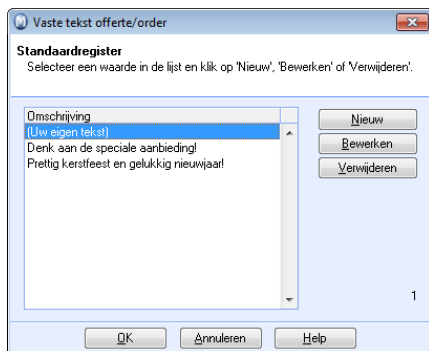 Vaste tekst offerte/order
Standaardregister
Selecteer een waarde in de lijst en klik op 'Nieuw', 'Bewerken' of 'Verwijderen'.
Omschrijving
(Uw eigen tekst)
Denk aan de speciale aanbieding!
Prettig kerstfeest en gelukkig nieuwjaar!
Nieuw
Bewerken
Verwijderen
1
OK
Annuleren
Help